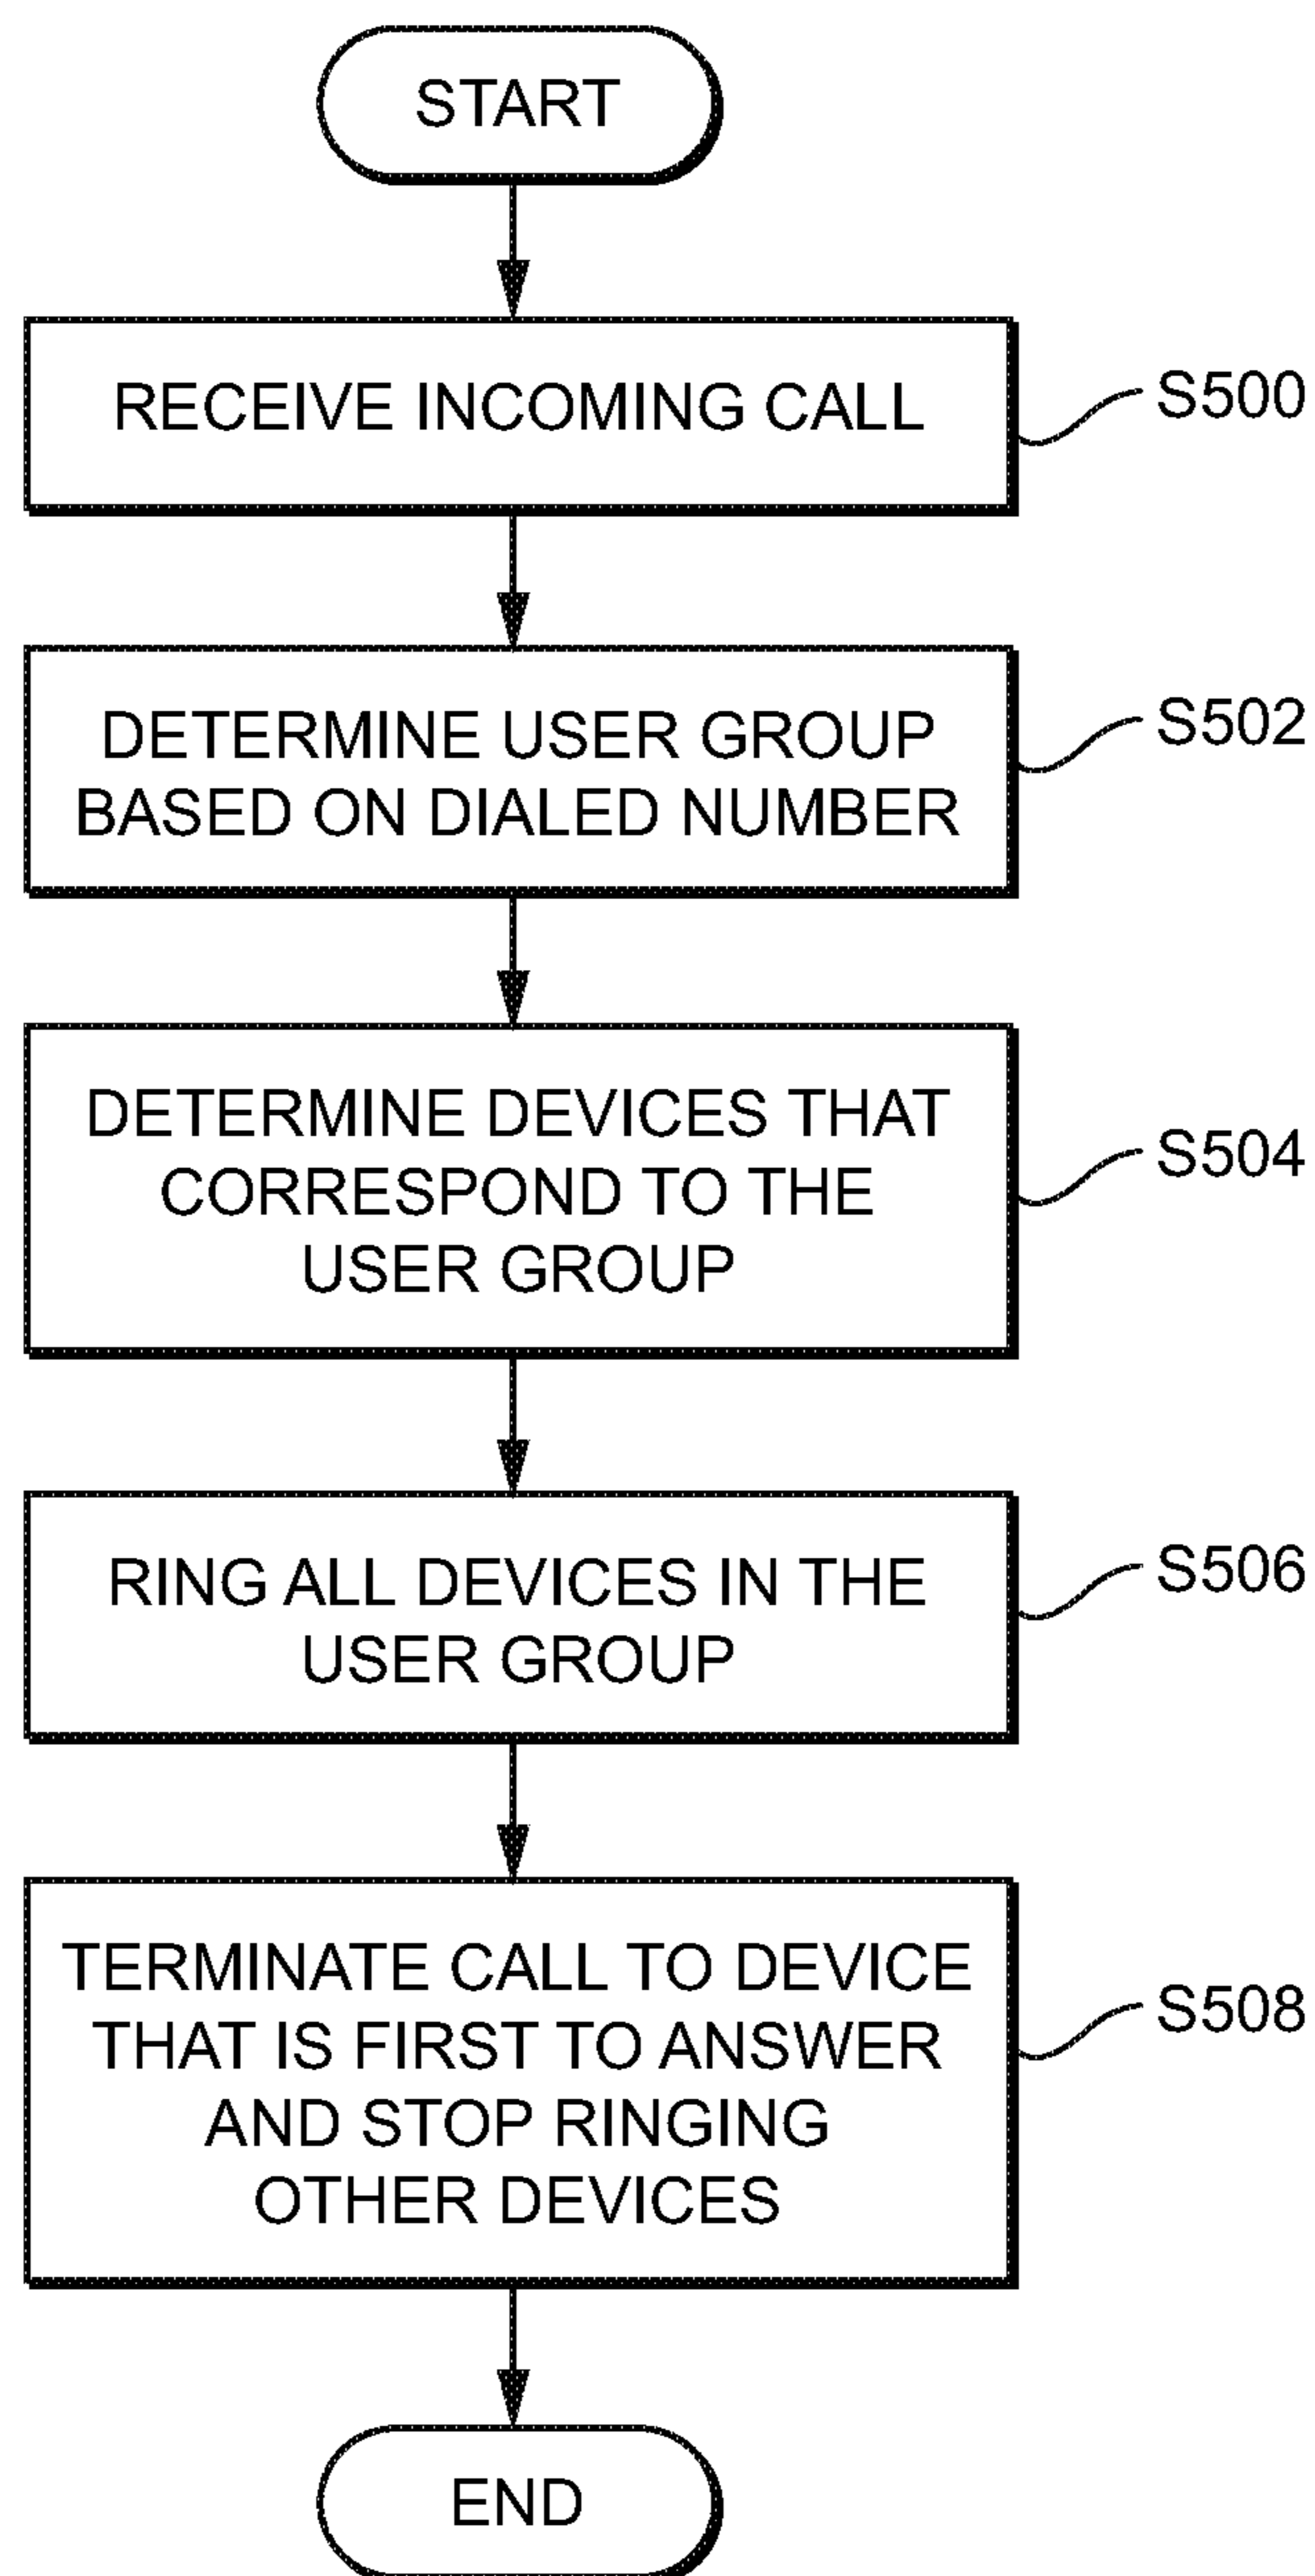 START
RECEIVE INCOMING CALL
S500
DETERMINE USER GROUP
BASED ON DIALED NUMBER
S502
DETERMINE DEVICES THAT
CORRESPOND TO THE
USER GROUP
S504
RING ALL DEVICES IN THE
USER GROUP
S506
TERMINATE CALL TO DEVICE
THAT IS FIRST TO ANSWER
AND STOP RINGING
OTHER DEVICES
S508
END